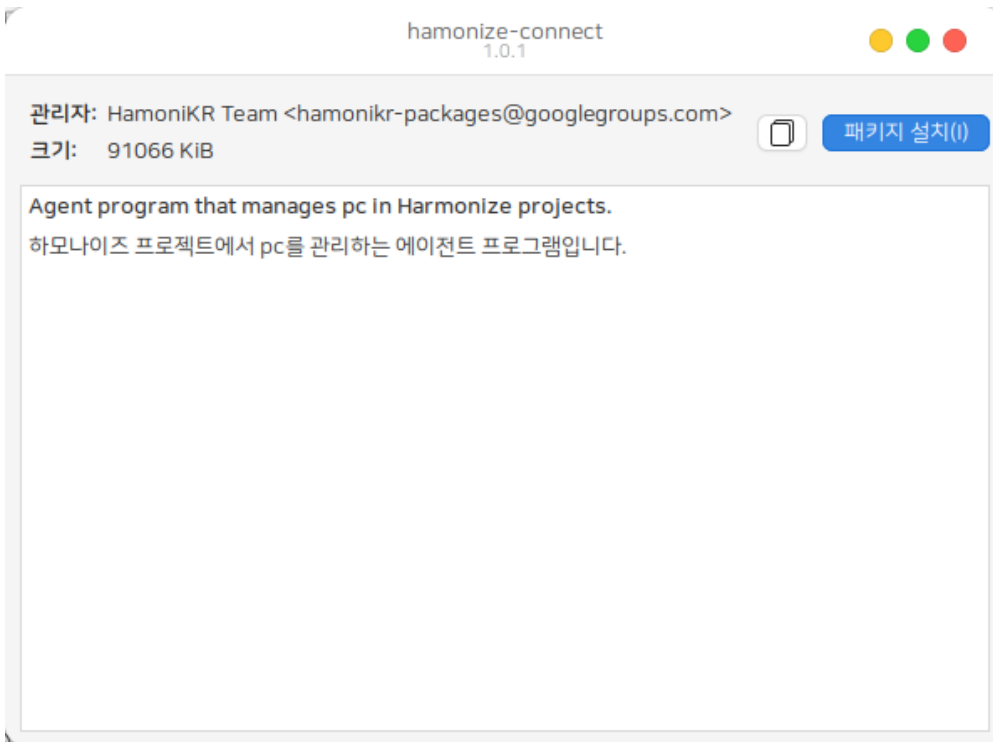 hamonize-connect
1.0.1
관리자: HamoniKR Team <hamonikr-packages@googlegroups.com>
패키지 설치(I)
크기: 91066 KiB
Agent program that manages pc in Harmonize projects.
하모나이즈 프로젝트에서 pc를 관리하는 에이전트 프로그램입니다.